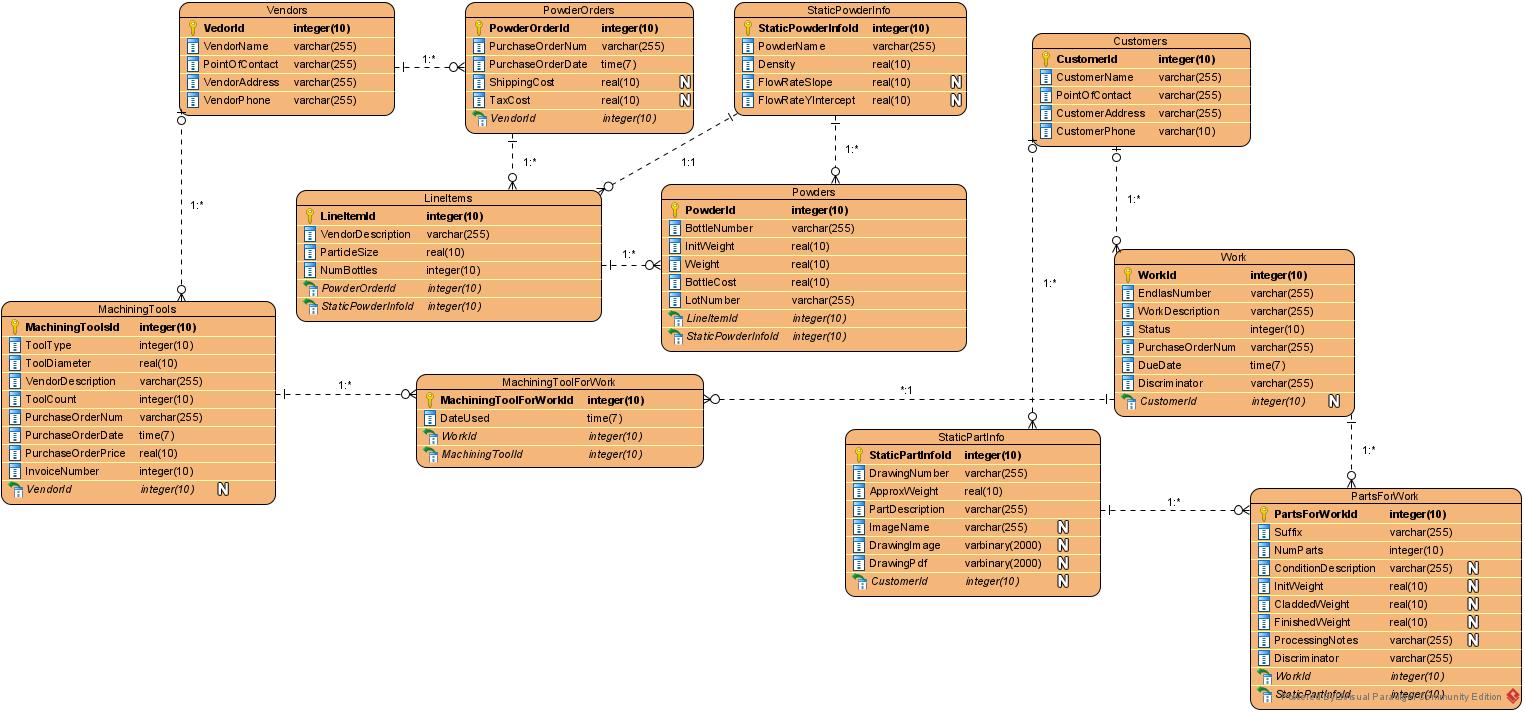 Vendors
VedorId integer(10)
VendorName varchar(255)
PointOfContact varchar(255)
VendorAddress varchar(255)
VendorPhone varchar(255)
PowderOrders
PowderOrderId integer(10)
PurchaseOrderNum varchar(255)
PurchaseOrderDate time(7)
ShippingCost real(10) N
TaxCost real(10) N
VendorId integer(10)
StaticPowderInfo
StaticPowderInfoId integer(10)
PowderName varchar(255)
Density real(10)
FlowRateSlope real(10) N
FlowRateYIntercept real(10) N
Customers
CustomerId integer(10)
CustomerName varchar(255)
PointOfContact varchar(255)
CustomerAddress varchar(255)
CustomerPhone varchar(10)
1:*
1:*
1:1
1:*
1:*
1:*
LineItems
LineItemId integer(10)
VendorDescription varchar(255)
ParticleSize real(10)
NumBottles integer(10)
PowderOrderId integer(10)
StaticPowderInfoId integer(10)
1:*
Powders
PowderId integer(10)
BottleNumber varchar(255)
InitWeight real(10)
Weight real(10)
BottleCost real(10)
LotNumber varchar(255)
LineItemId integer(10)
StaticPowderInfoId integer(10)
1:*
Work
WorkId integer(10)
EndlasNumber varchar(255)
WorkDescription varchar(255)
Status integer(10)
PurchaseOrderNum varchar(255)
DueDate time(7)
Discriminator varchar(255)
CustomerId integer(10) N
MachiningTools
MachiningToolsId integer(10)
ToolType integer(10)
ToolDiameter real(10)
VendorDescription varchar(255)
ToolCount integer(10)
PurchaseOrderNum varchar(255)
PurchaseOrderDate time(7)
PurchaseOrderPrice real(10)
InvoiceNumber integer(10)
VendorId integer(10) N
1:*
MachiningToolForWork
MachiningToolForWorkId integer(10)
DateUsed time(7)
WorkId integer(10)
MachiningToolId integer(10)
*:1
StaticPartInfo
StaticPartInfoId integer(10)
DrawingNumber varchar(255)
ApproxWeight real(10)
PartDescription varchar(255)
ImageName varchar(255) N
DrawingImage varbinary(2000) N
DrawingPdf varbinary(2000) N
CustomerId integer(10) N
1:*
1:*
PartsForWork
PartsForWorkId integer(10)
Suffix varchar(255)
NumParts integer(10)
ConditionDescription varchar(255) N
InitWeight real(10) N
CladdedWeight real(10) N
FinishedWeight real(10) N
ProcessingNotes varchar(255) N
Discriminator varchar(255)
WorkId integer(10)
StaticPartInfoId integer(10)
Powered By Visual Paradigm Community Edition